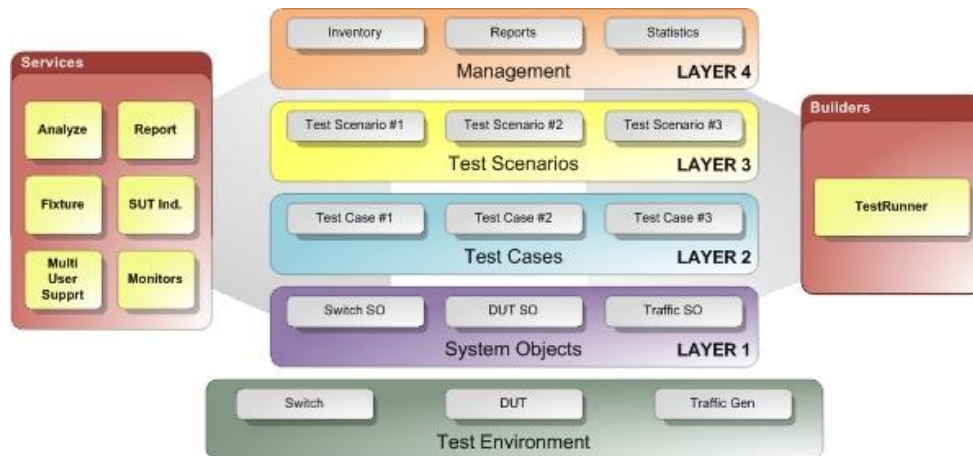 Services
Analyze
Report
Fixture
SUT Ind.
Multi
User
Supprt
Monitors
Inventory
Reports
Statistics
Management
LAYER 4
Test Scenario #1
Test Scenario #2
Test Scenario #3
Test Scenarios
LAYER 3
Test Case #1
Test Case #2
Test Case #3
Test Cases
LAYER 2
Switch SO
DUT SO
Traffic SO
System Objects
LAYER 1
Switch
DUT
Traffic Gen
Test Environment
Builders
TestRunner